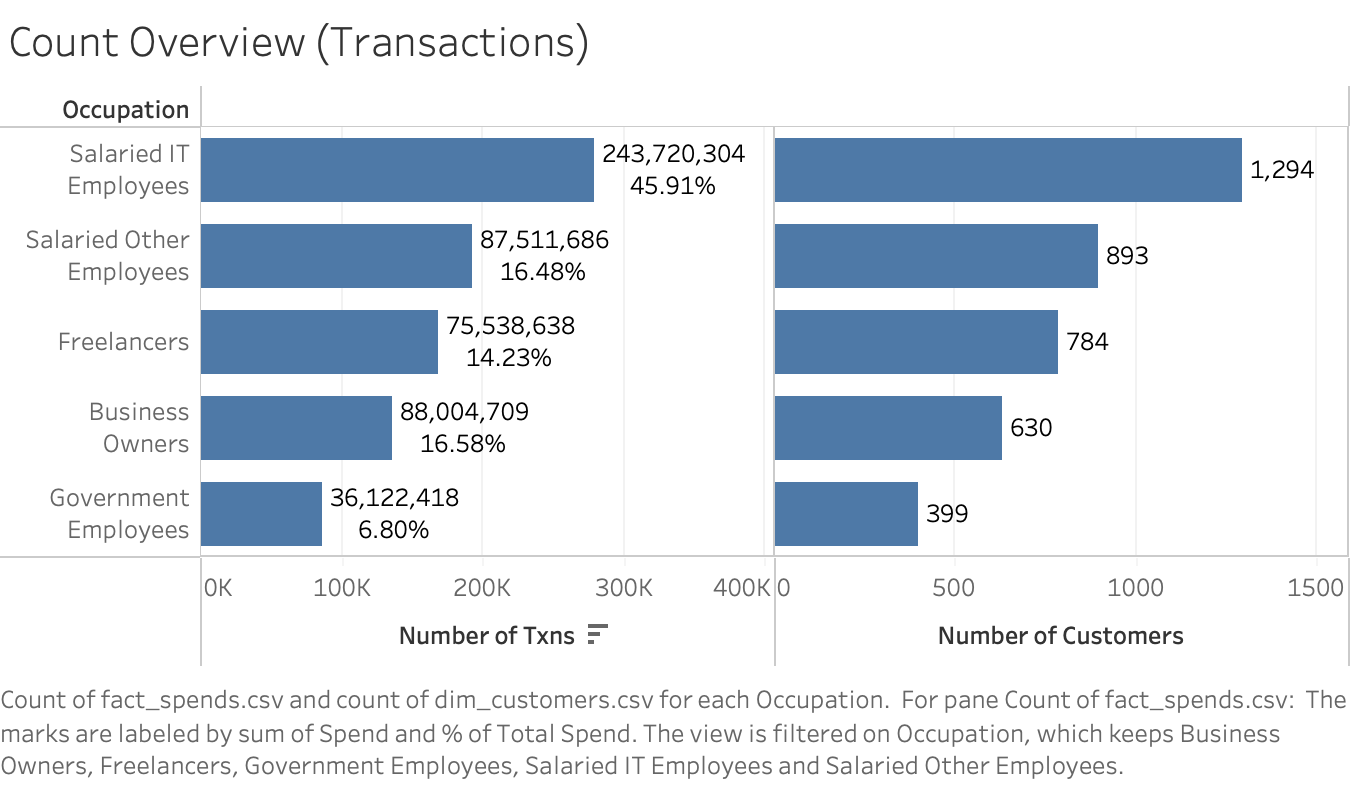 Count Overview (Transactions)
Occupation
Salaried IT
Employees
243,720,304
45.91%
1,294
Salaried Other
Employees
87,511,686
16.48%
893
Freelancers
75,538,638
14.23%
784
Business
Owners
88,004,709
16.58%
630
Government
Employees
36,122,418
6.80%
399
0K 100K 200K 300K 400K 0 500 1000 1500
Number of Txns Number of Customers
Count of fact_spends.csv and count of dim_customers.csv for each Occupation.  For pane Count of fact_spends.csv:  The
marks are labeled by sum of Spend and % of Total Spend. The view is filtered on Occupation, which keeps Business
Owners, Freelancers, Government Employees, Salaried IT Employees and Salaried Other Employees.